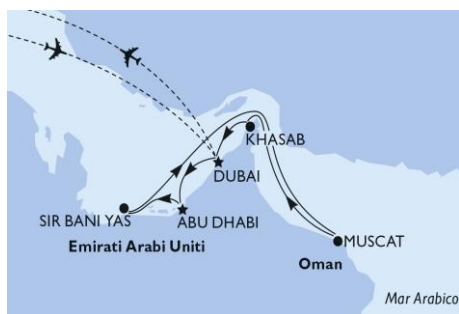 KHASAB
DUBAI
SIR BANI YAS
ABU DHABI
Emirati Arabi Uniti
MUSCAT
Oman
Mar Arabico